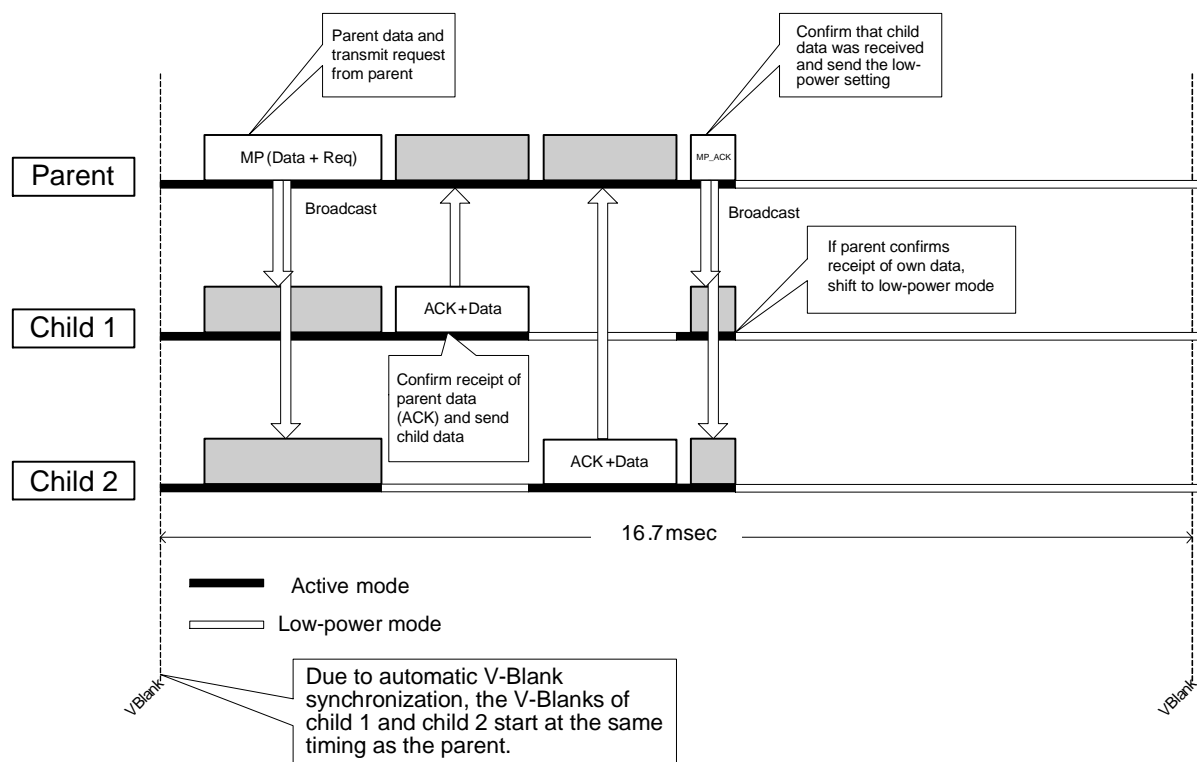 Parent data and
transmit request
from parent
Confirm that child
data was received
and send the low-
power setting
Parent
MP (Data + Req)
MP_ACK
Broadcast
Broadcast
If parent confirms
receipt of own data,
shift to low-power mode
Child 1
ACK+Data
Confirm receipt of
parent data
(ACK) and send
child data
Child 2
ACK+Data
16.7msec
Active mode
Low-power mode
VBlank
VBlank
Due to automatic V-Blank
synchronization, the V-Blanks of
child 1 and child 2 start at the same
timing as the parent.